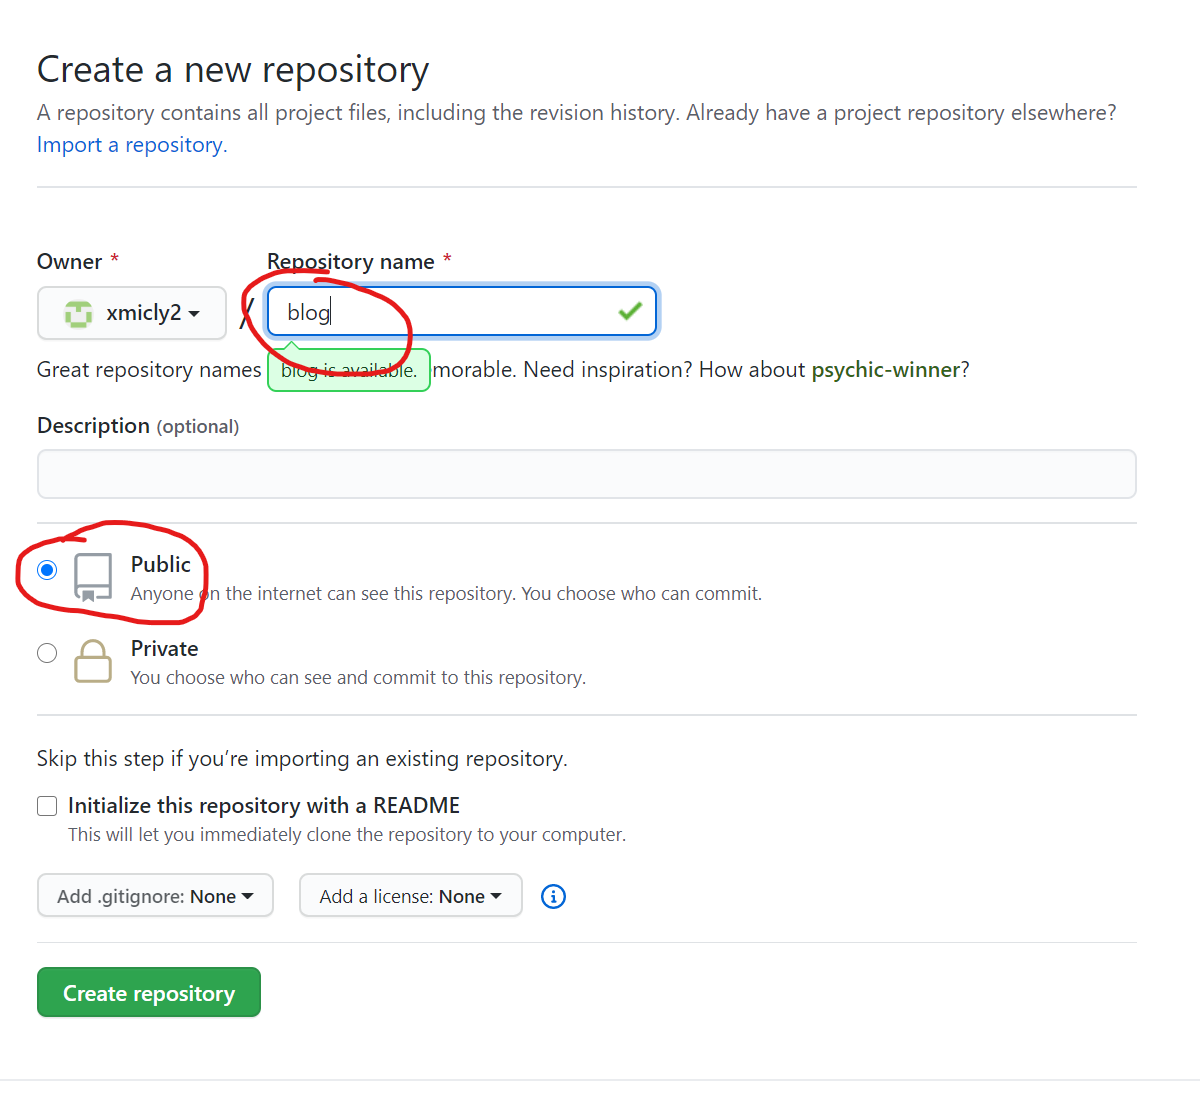 Create a new repository
A repository contains all project files, including the revision history. Already have a project repository elsewhere?
Import a repository.
Owner *
Repository name *
xmicly2
/
blog
Great repository names
blog is available.
morable. Need inspiration? How about psychic-winner?
Description (optional)
Public
Anyone on the internet can see this repository. You choose who can commit.
Private
You choose who can see and commit to this repository.
Skip this step if you’re importing an existing repository.
Initialize this repository with a README
This will let you immediately clone the repository to your computer.
Add .gitignore: None
Add a license: None
Create repository